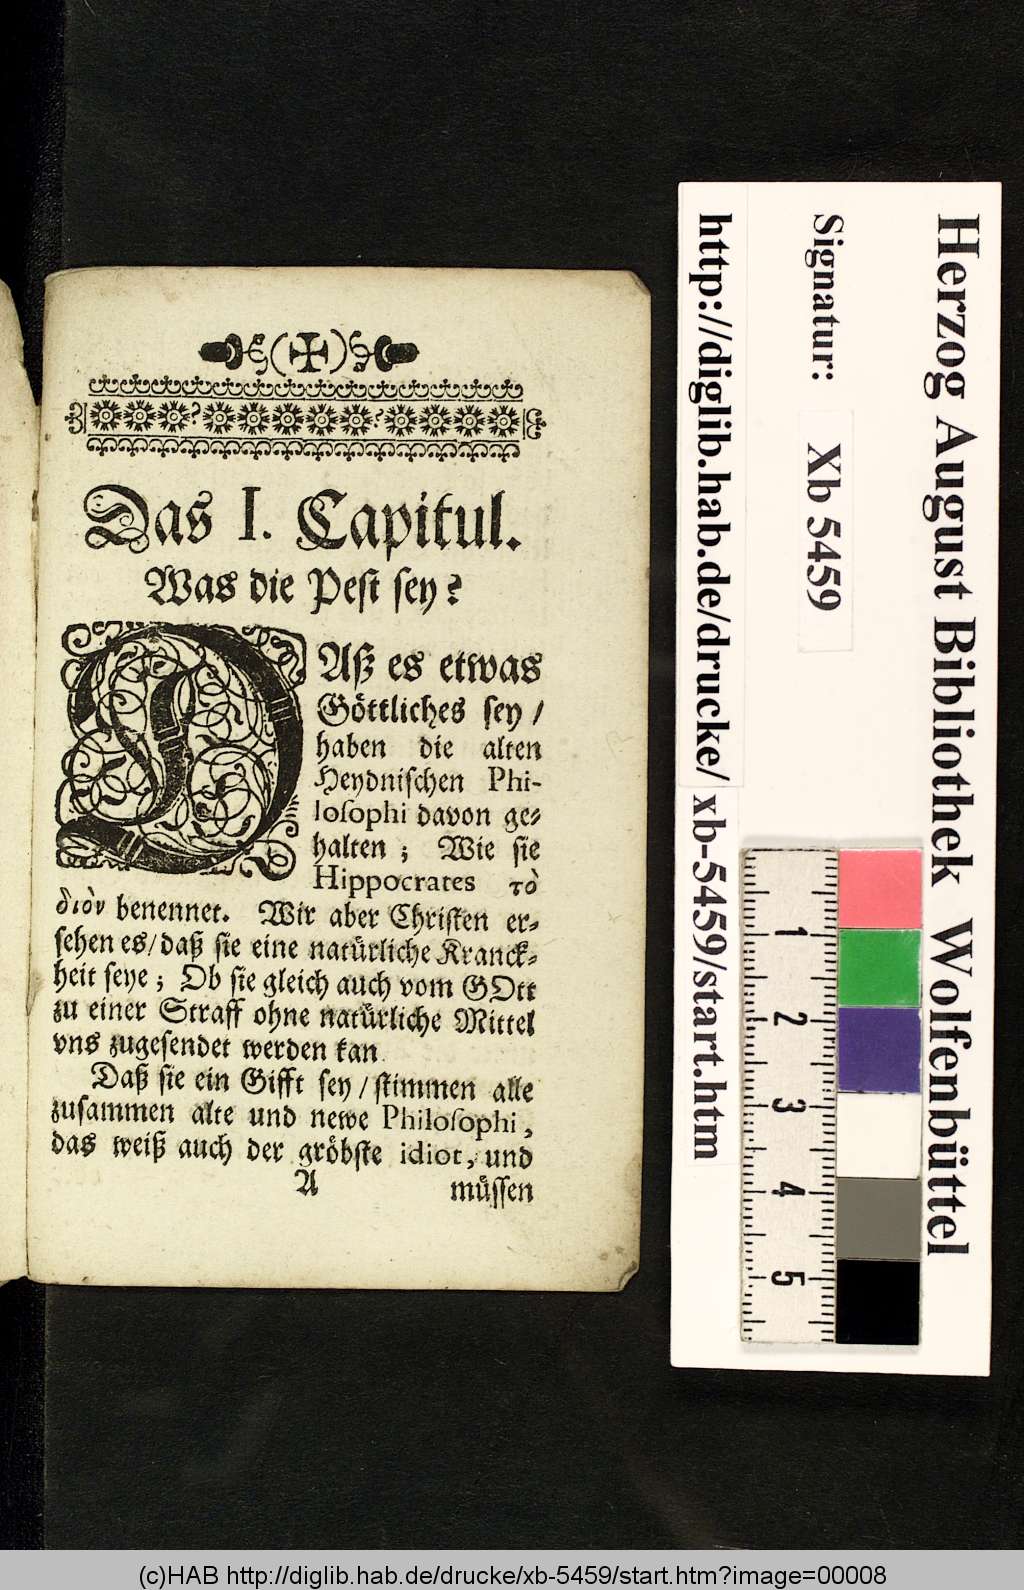 Das I. Capitul.
Was die Pest sey?
DAß es etwas
Göttliches sey /
haben die alten
Heydnischen Phi-
losophi davon ge-
halten ; Wie sie
Hippocrates τὸ
διὸν benennet. Wir aber Christen er-
sehen es / daß sie eine natürliche Kranck-
heit seye ; Ob sie gleich auch vom GOtt
zu einer Straff ohne natürliche Mittel
vns zugesendet werden kan
Daß sie ein Gifft sey / stimmen alle
zusammen alte und newe Philosophi,
das weiß auch der gröbste idiot, und
A
müssen
Herzog August Bibliothek Wolfenbüttel
Signatur: Xb 5459
http://diglib.hab.de/drucke/ xb-5459/start.htm
1
2
3
4
5
(c)HAB http://diglib.hab.de/drucke/xb-5459/start.htm?image=00008